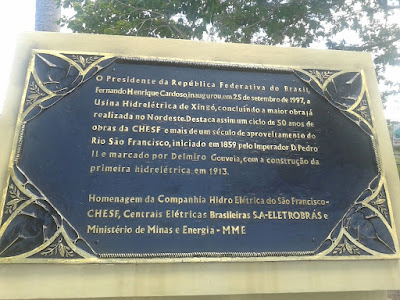 O Presidente da República Federativa do Brasil,
Fernando Henrique Cardoso, inaugurou, em 25 de setembro de 1997, a
Usina Hidrelétrica de Xingó, concluindo a maior obra já
realizada no Nordeste. Destaca assim um ciclo de 50 anos de
obras da CHESF e mais de um século de aproveitamento do
Rio São Francisco, iniciado em 1859 pelo Imperador D. Pedro
II e marcado por Delmiro Gouveia, com a construção da
primeira hidrelétrica em 1913.
Homenagem da Companhia Hidro Elétrica do São Francisco-
CHESF, Centrais Elétricas Brasileiras S.A-ELETROBRÁS e
Ministério de Minas e Energia - MME